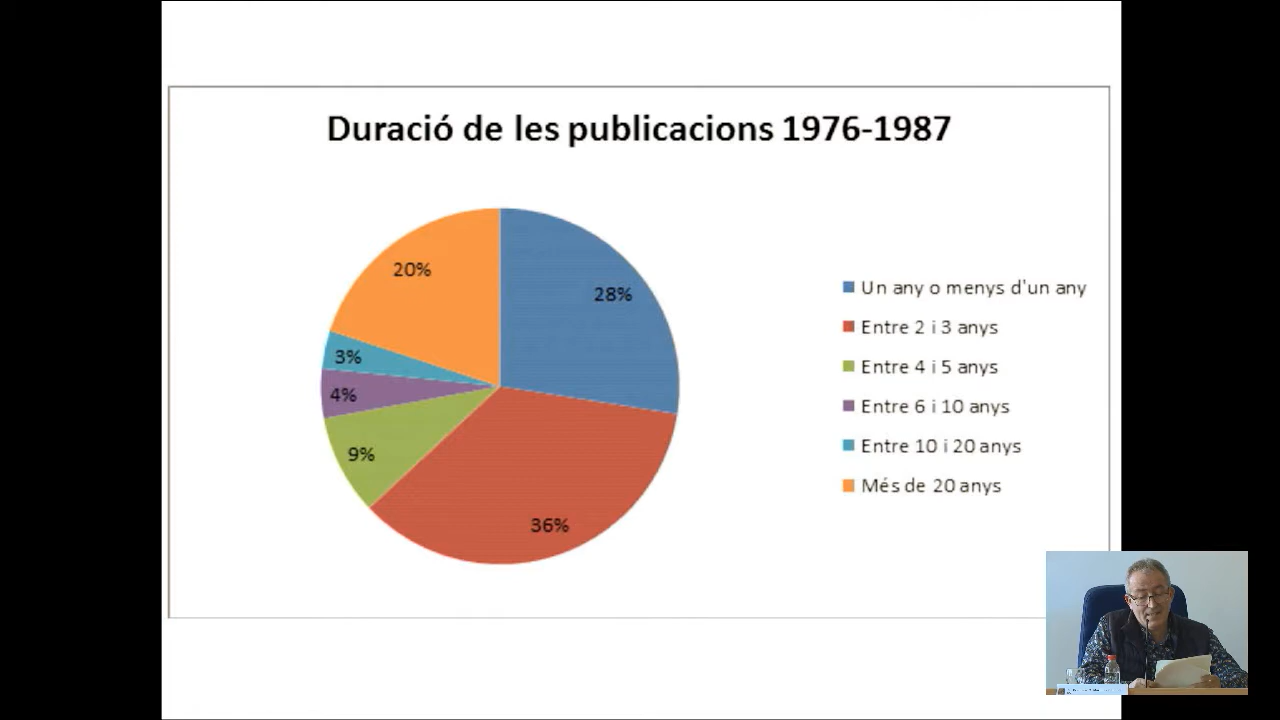 Duració de les publicacions 1976-1987
20%
28%
3%
4%
9%
36%
Un any o menys d'un any
Entre 2 i 3 anys
Entre 4 i 5 anys
Entre 6 i 10 anys
Entre 10 i 20 anys
Més de 20 anys